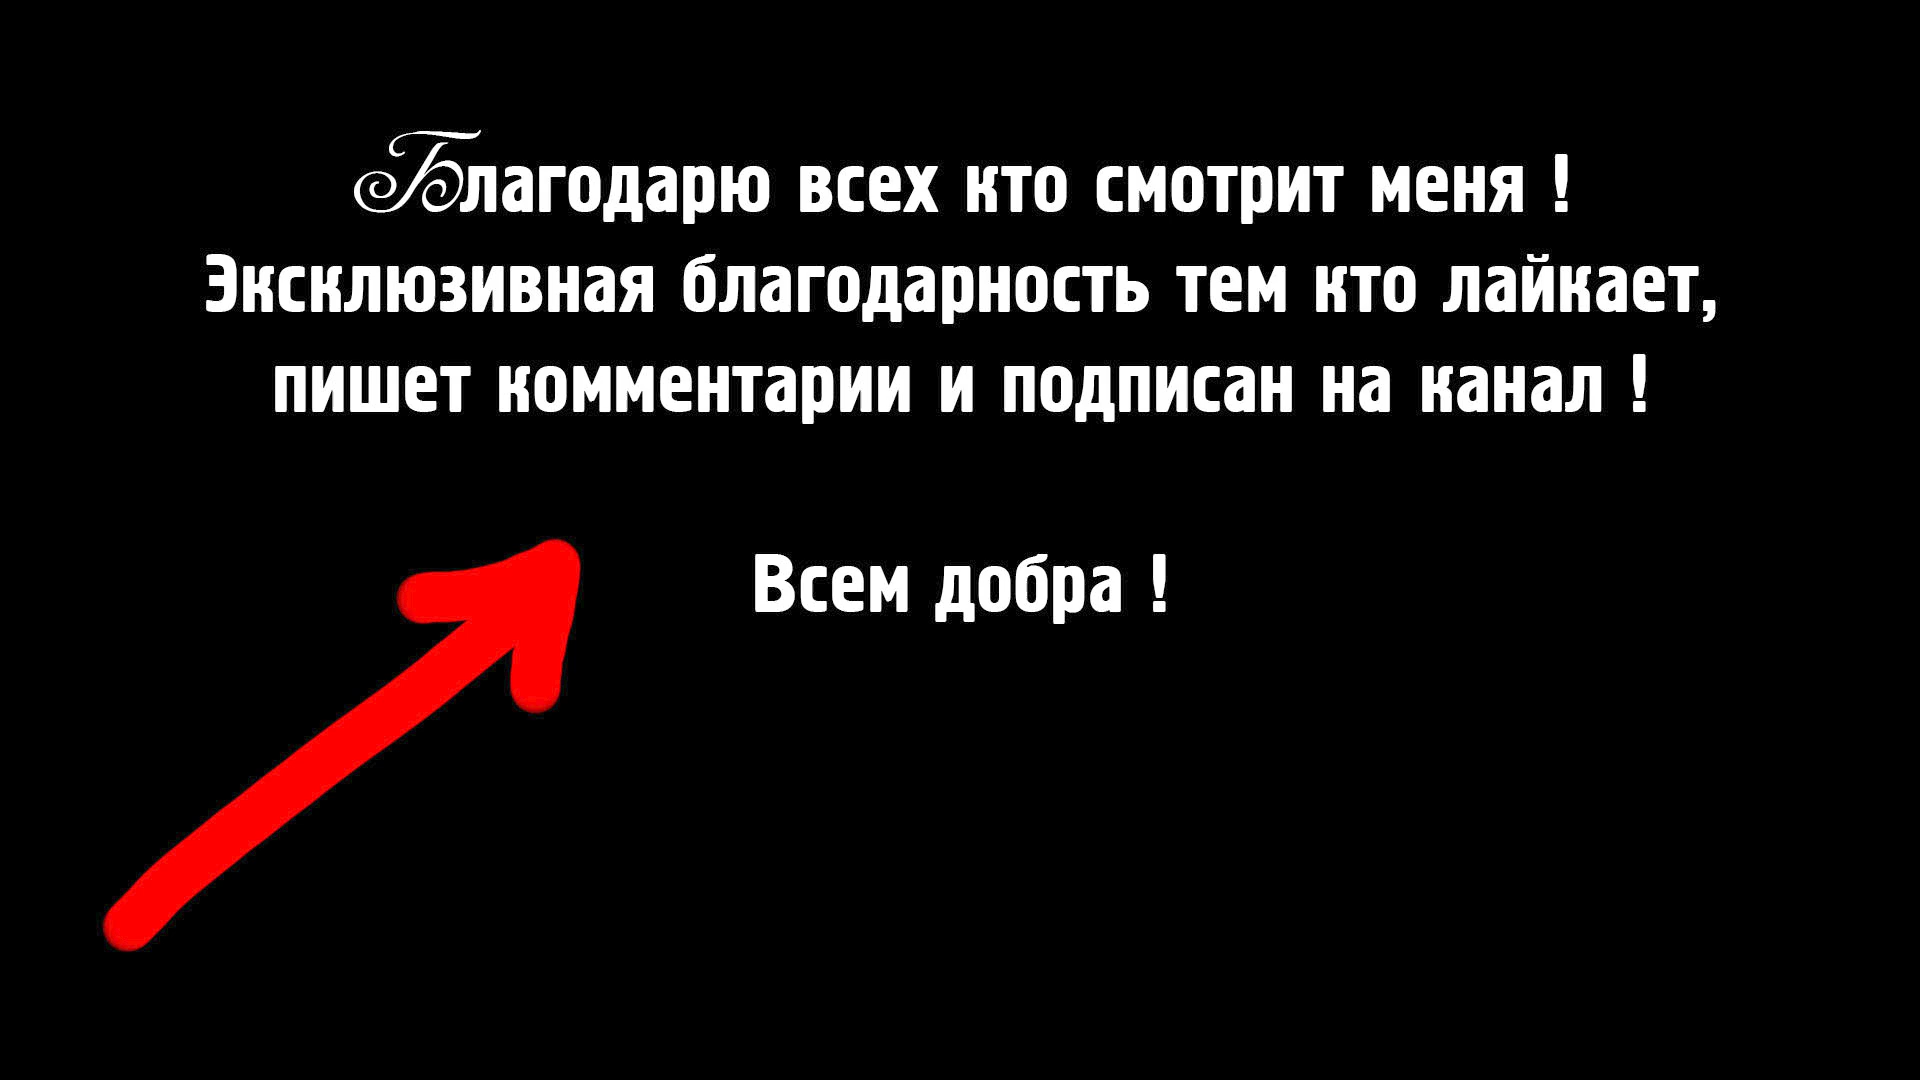 Благодарю всех кто смотрит меня !
Эксклюзивная благодарность тем кто лайкает,
пишет комментарии и подписан на канал !
Всем добра !